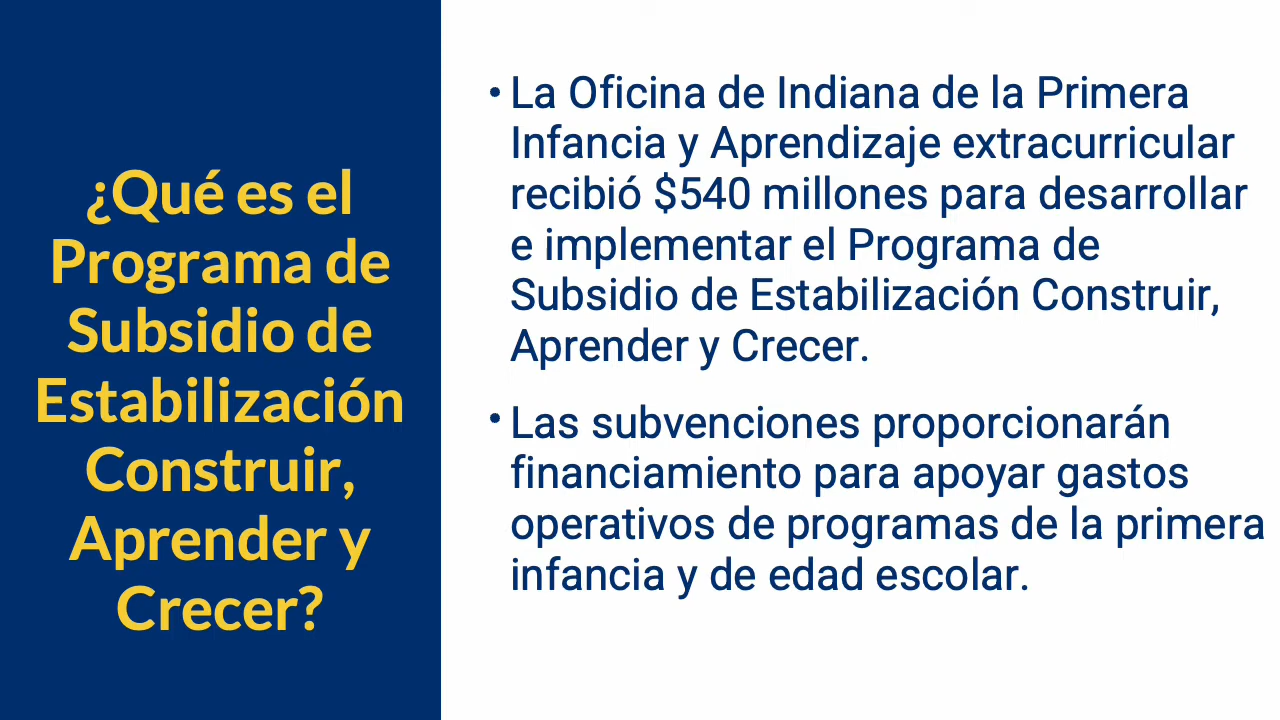 ¿Qué es el
Programa de
Subsidio de
Estabilización
Construir,
Aprender y
Crecer?
• La Oficina de Indiana de la Primera
Infancia y Aprendizaje extracurricular
recibió $540 millones para desarrollar
e implementar el Programa de
Subsidio de Estabilización Construir,
Aprender y Crecer.
• Las subvenciones proporcionarán
financiamiento para apoyar gastos
operativos de programas de la primera
infancia y de edad escolar.